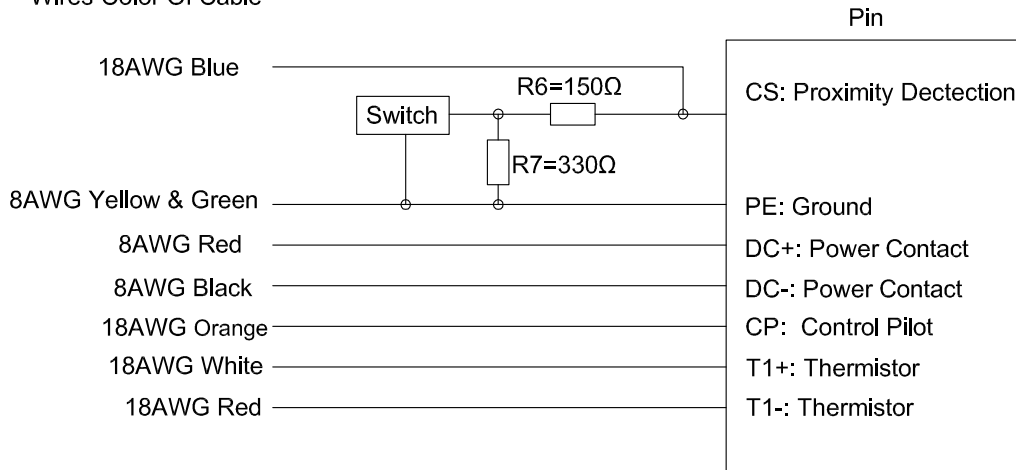 Wires Color Of Cable
Pin
18AWG Blue
R6=150Ω
CS: Proximity Dectection
Switch
R7=330Ω
8AWG Yellow & Green
PE: Ground
8AWG Red
DC+: Power Contact
8AWG Black
DC-: Power Contact
18AWG Orange
CP: Control Pilot
18AWG White
T1+: Thermistor
18AWG Red
T1-: Thermistor